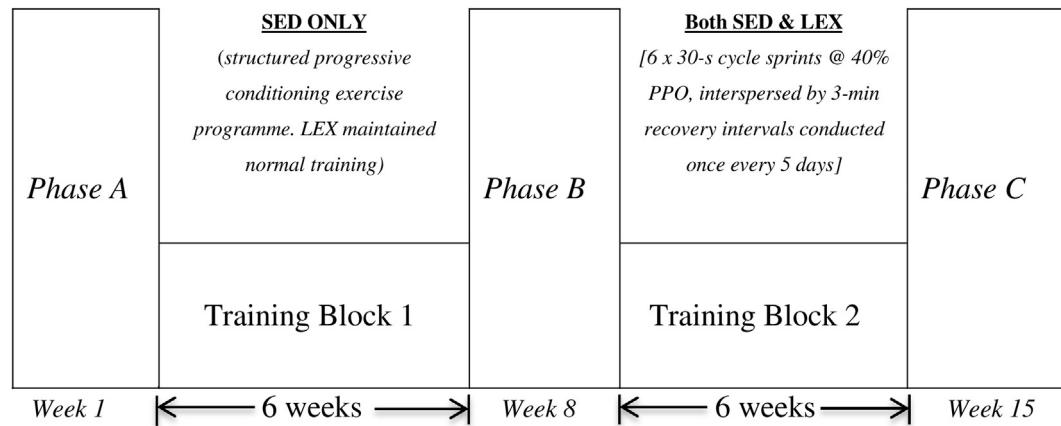 SED ONLY
(structured progressive
conditioning exercise
programme. LEX maintained
normal training)
Both SED & LEX
[6 x 30-s cycle sprints @ 40%
PPO, interspersed by 3-min
recovery intervals conducted
once every 5 days]
Phase A
Phase B
Phase C
Training Block 1
Training Block 2
Week 1
6 weeks
Week 8
6 weeks
Week 15